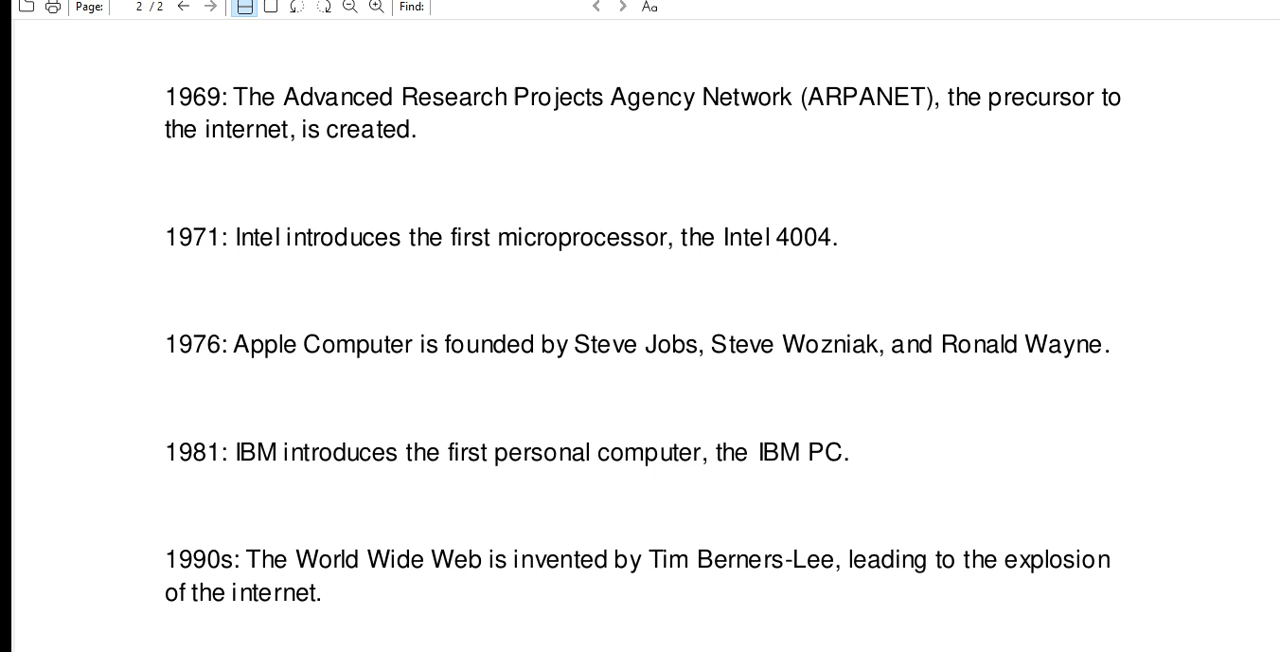 Page: 2 / 2 Find: Aa
1969: The Advanced Research Projects Agency Network (ARPANET), the precursor to
the internet, is created.
1971: Intel introduces the first microprocessor, the Intel 4004.
1976: Apple Computer is founded by Steve Jobs, Steve Wozniak, and Ronald Wayne.
1981: IBM introduces the first personal computer, the IBM PC.
1990s: The World Wide Web is invented by Tim Berners-Lee, leading to the explosion
of the internet.